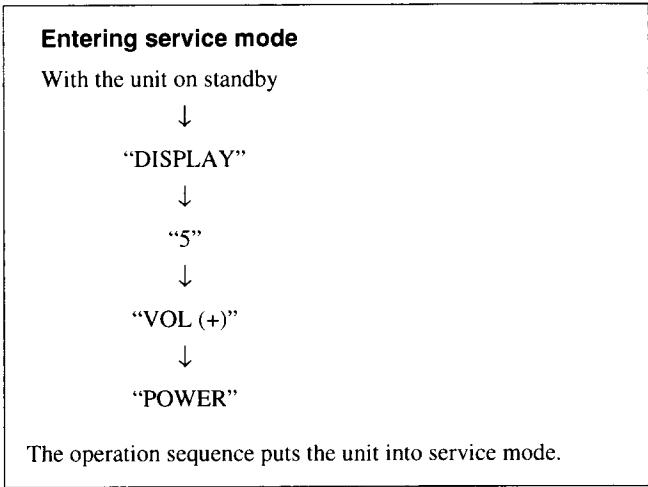 Entering service mode
With the unit on standby
↓
“DISPLAY”
↓
“5”
↓
“VOL (+)”
↓
“POWER”
The operation sequence puts the unit into service mode.